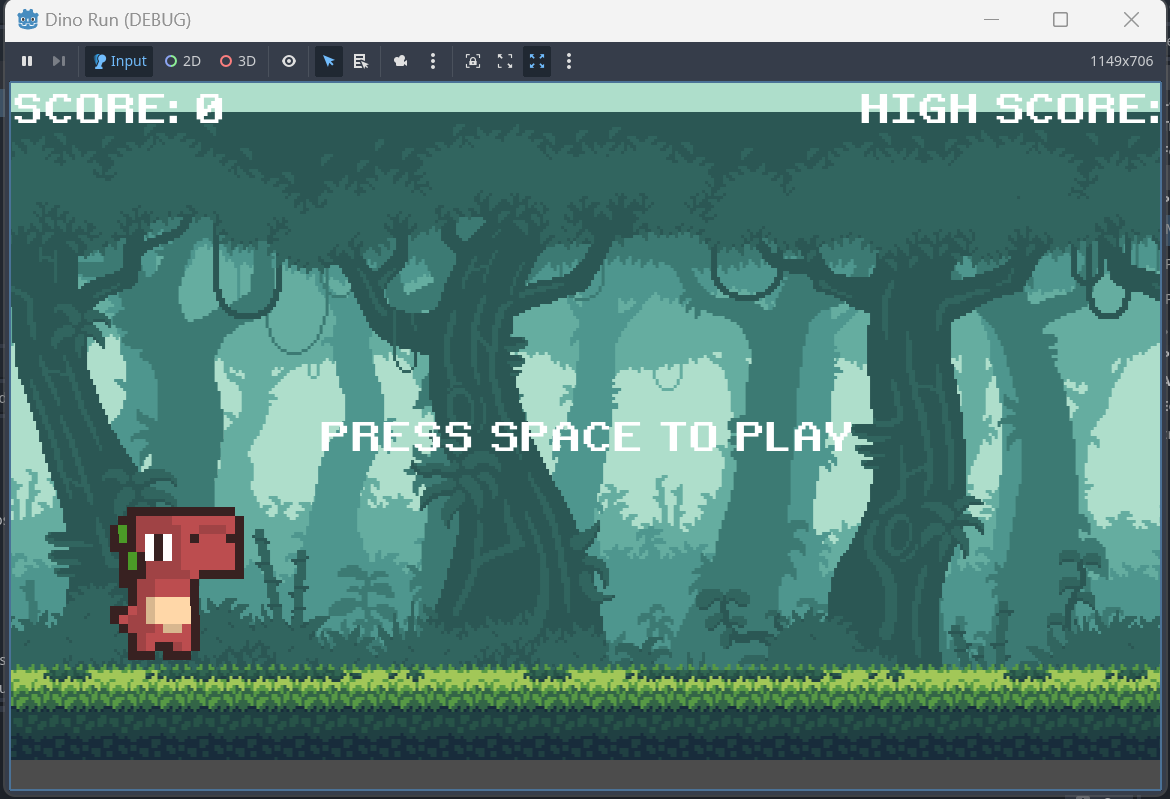 Dino Run (DEBUG)
Input 2D 3D 1149x706
SCORE: 0 HIGH SCORE:
PRESS SPACE TO PLAY